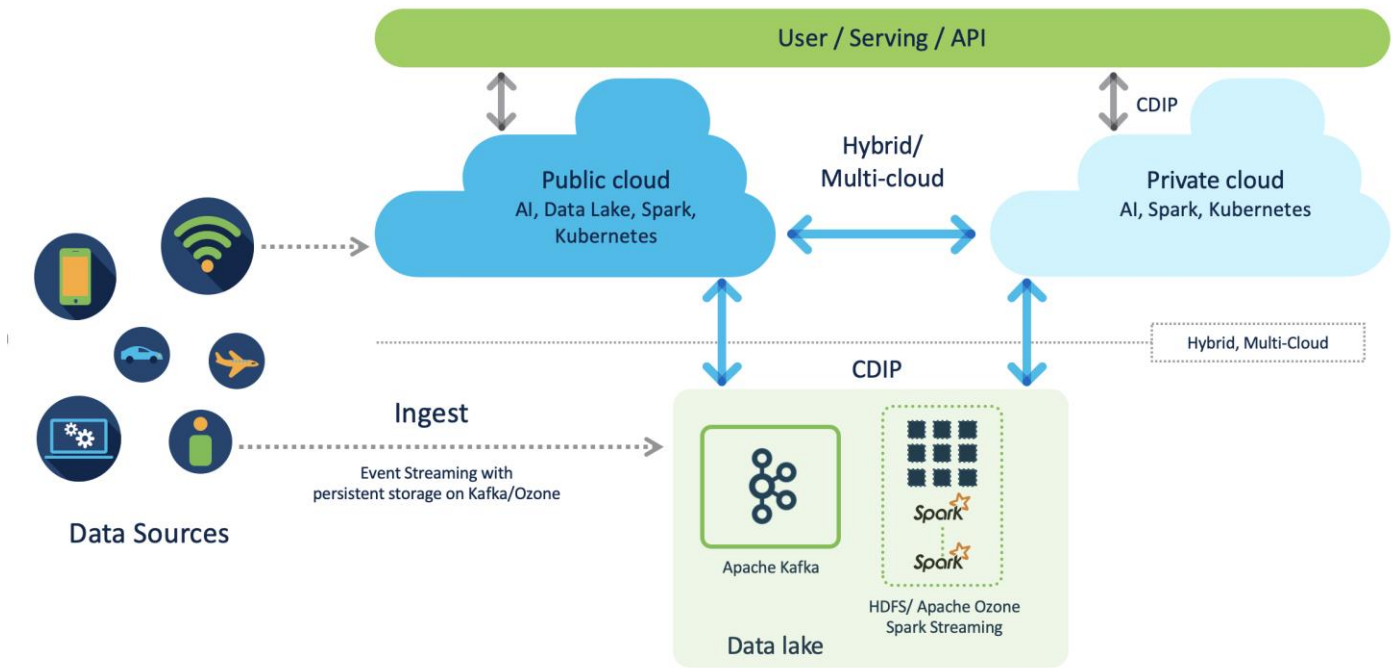 User / Serving / API
CDIP
Hybrid/
Multi-cloud
Public cloud
AI, Data Lake, Spark,
Kubernetes
Private cloud
AI, Spark, Kubernetes
Hybrid, Multi-Cloud
CDIP
Ingest
Event Streaming with
persistent storage on Kafka/Ozone
Data Sources
Spark
Spark
Apache Kafka
HDFS/ Apache Ozone
Spark Streaming
Data lake